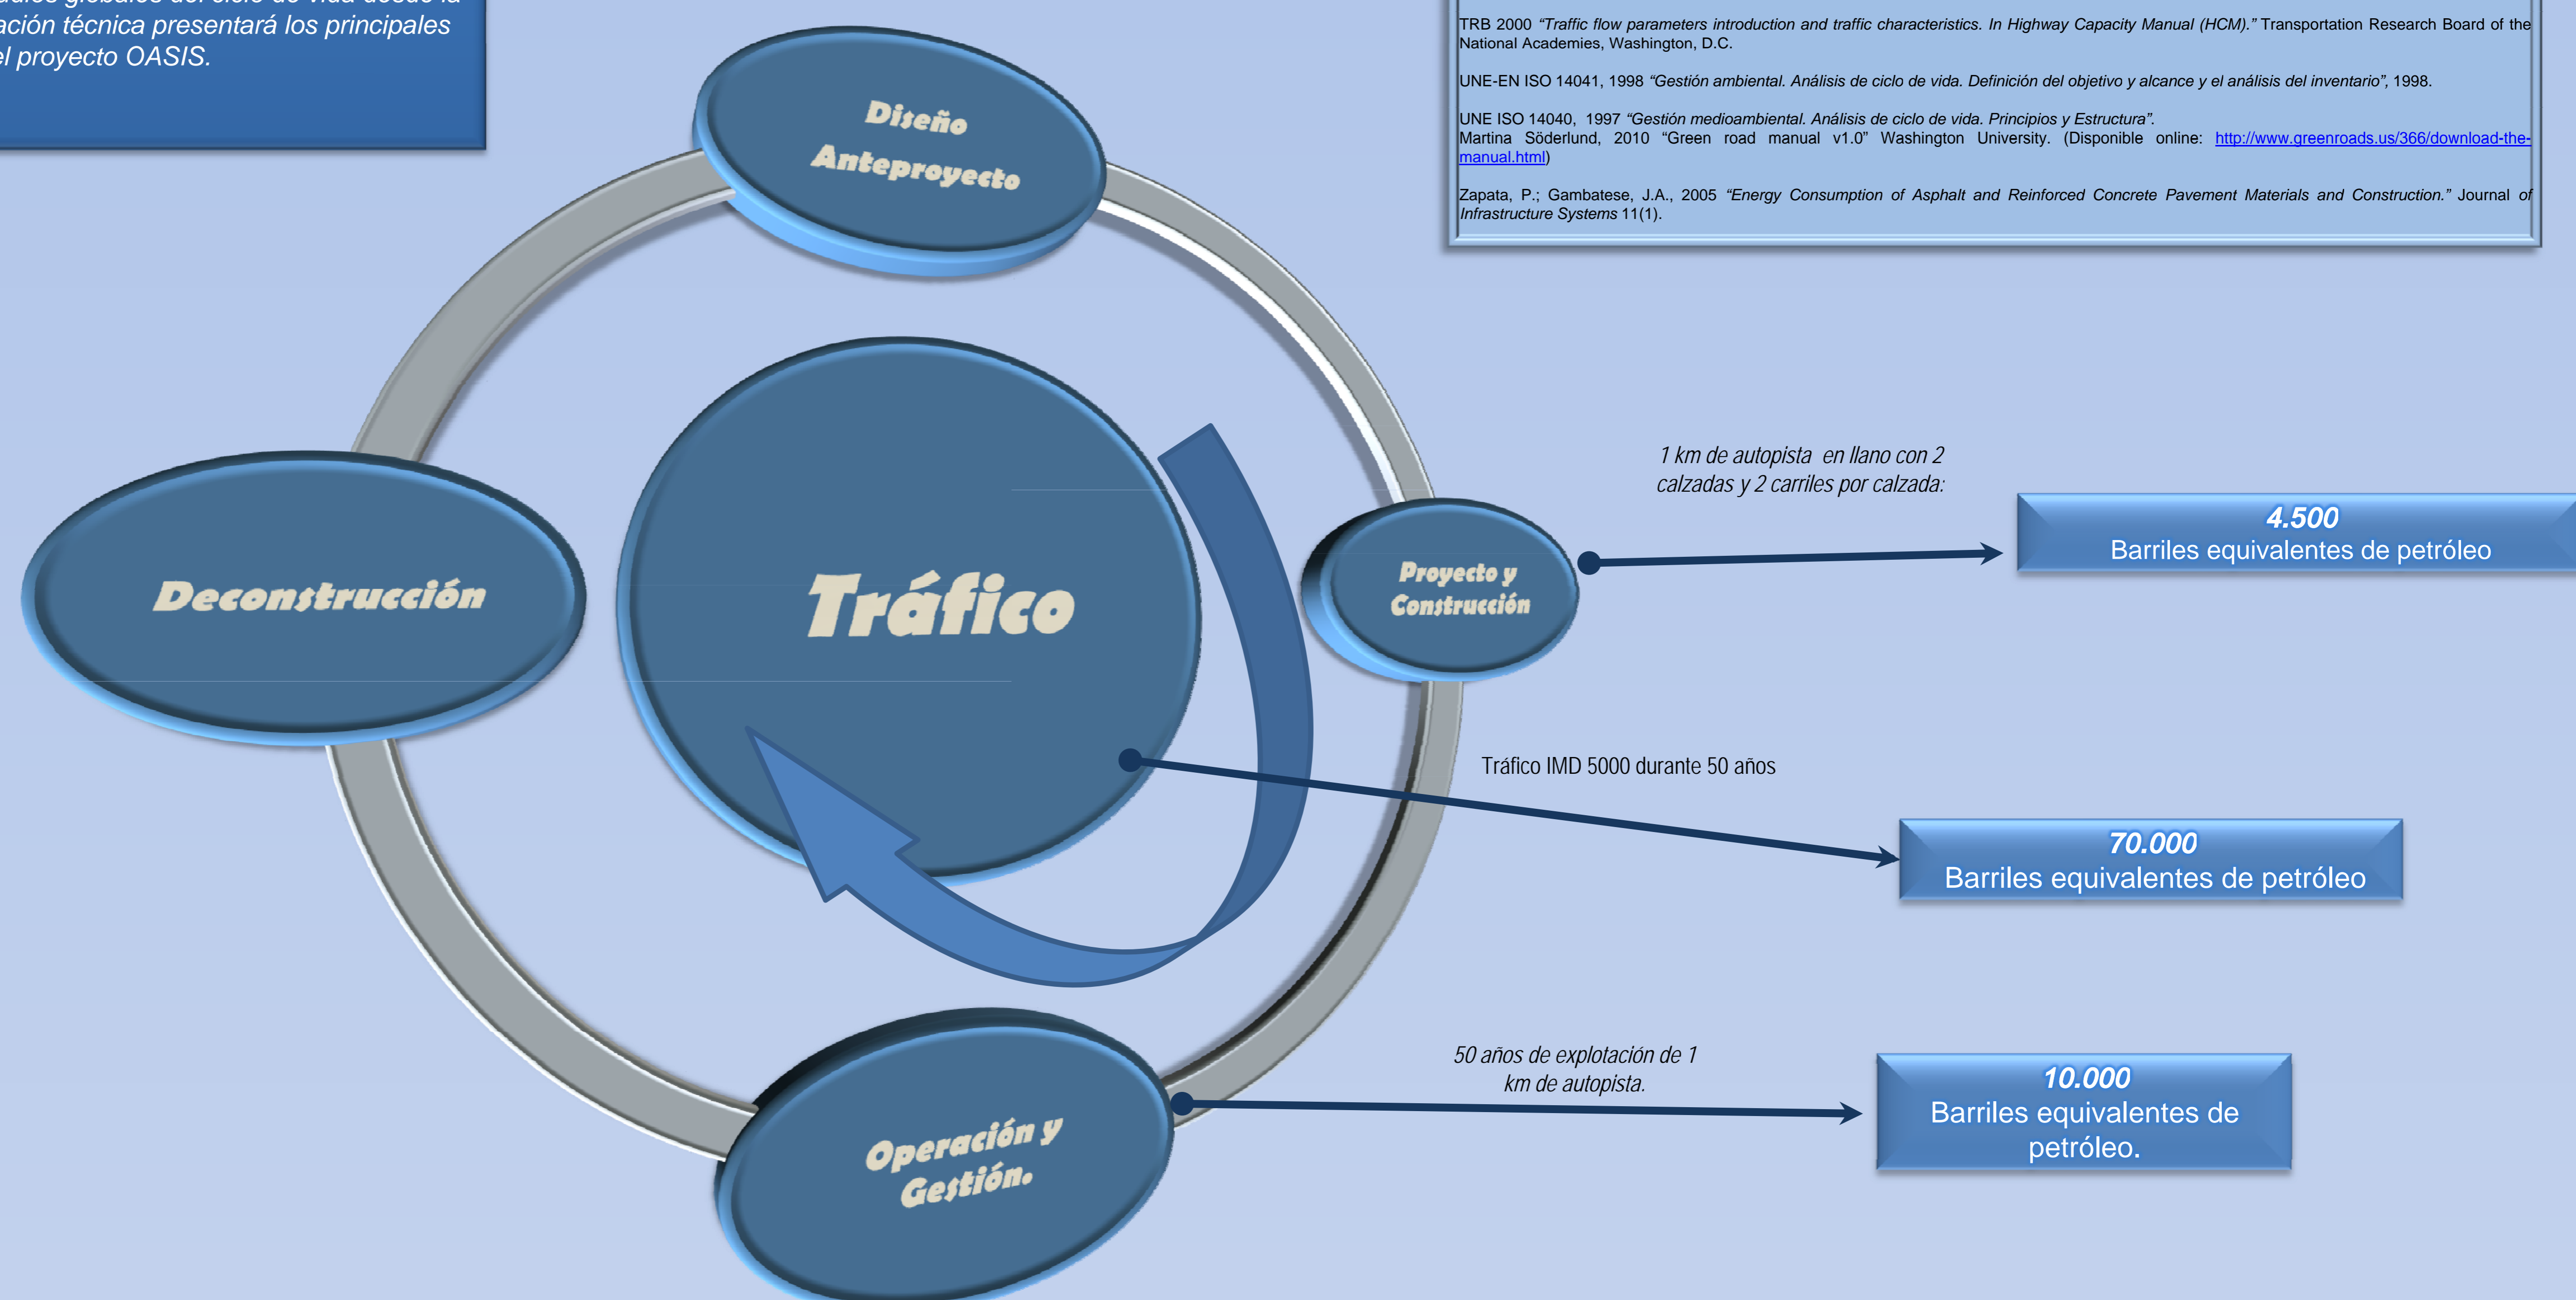 globales del ciclo de vida desde la
técnica presentará los principales
proyecto OASIS.
TRB 2000 “Traffic flow parameters introduction and traffic characteristics. In Highway Capacity Manual (HCM).” Transportation Research Board of the
National Academies, Washington, D.C.
UNE-EN ISO 14041, 1998 “Gestión ambiental. Análisis de ciclo de vida. Definición del objetivo y alcance y el análisis del inventario”, 1998.
UNE ISO 14040, 1997 “Gestión medioambiental. Análisis de ciclo de vida. Principios y Estructura”.
Martina Söderlund, 2010 “Green road manual v1.0” Washington University. (Disponible online: http://www.greenroads.us/366/download-the-
manual.html)
Zapata, P.; Gambatese, J.A., 2005 “Energy Consumption of Asphalt and Reinforced Concrete Pavement Materials and Construction.” Journal of
Infrastructure Systems 11(1).
Diseño
Anteproyecto
1 km de autopista en llano con 2
calzadas y 2 carriles por calzada:
4.500
Barriles equivalentes de petróleo
Proyecto y
Construcción
Deconstrucción
Tráfico
Tráfico IMD 5000 durante 50 años
70.000
Barriles equivalentes de petróleo
50 años de explotación de 1
km de autopista.
10.000
Barriles equivalentes de
petróleo.
Operación y
Gestión.